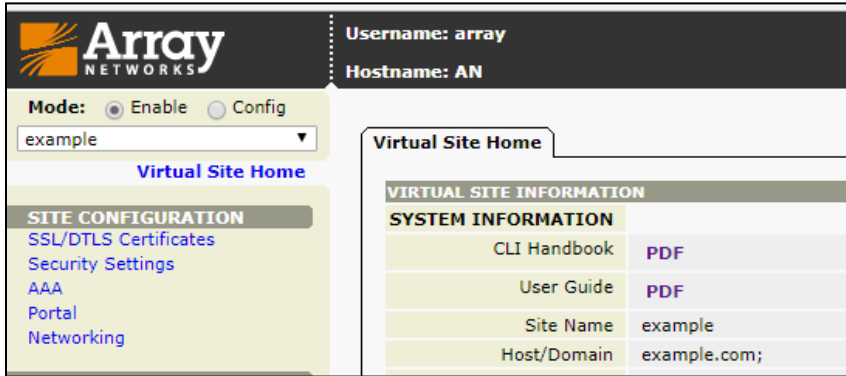 Array
NETWORKS
Username: array
Hostname: AN
Mode: Enable Config
example
Virtual Site Home
SITE CONFIGURATION
SSL/DTLS Certificates
Security Settings
AAA
Portal
Networking
Virtual Site Home
VIRTUAL SITE INFORMATION
SYSTEM INFORMATION
CLI Handbook PDF
User Guide PDF
Site Name example
Host/Domain example.com;